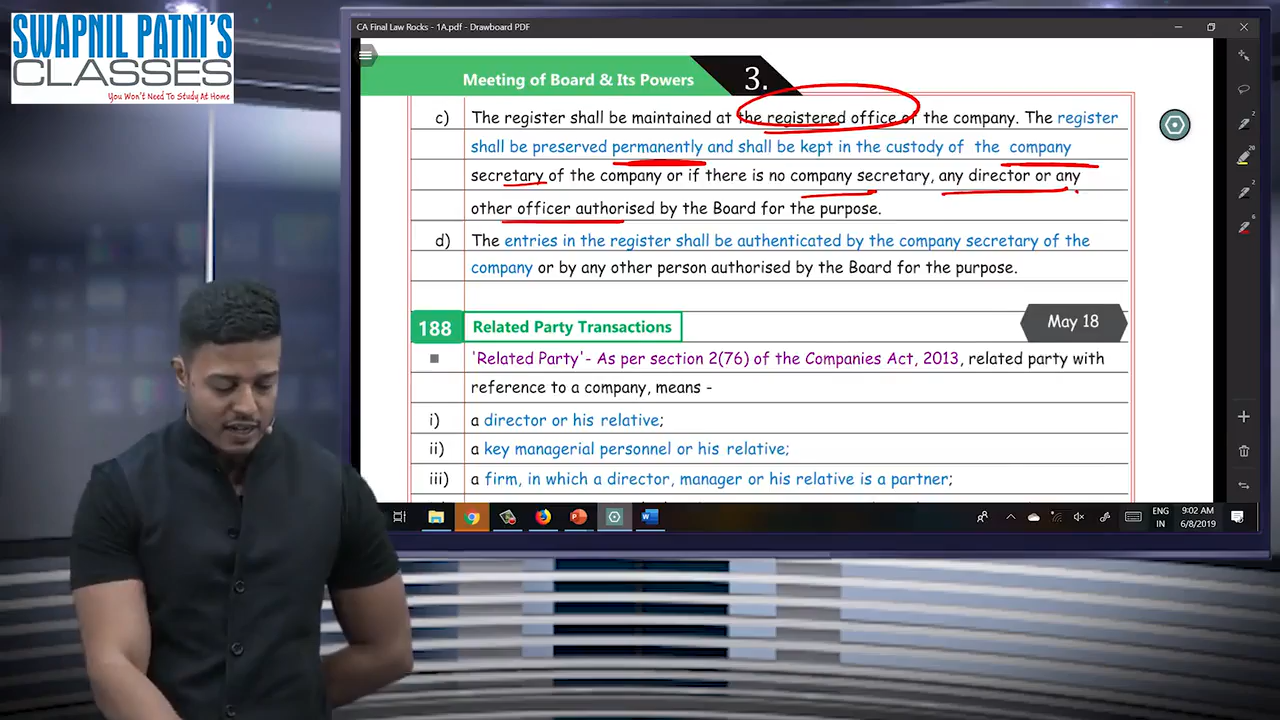 SWAPNIL PATNI'S
CLASSES
You Won't Need To Study At Home
CA Final Law Rocks - 1A.pdf - Drawboard PDF
Meeting of Board & Its Powers
3.
c) The register shall be maintained at the registered office of the company. The register
shall be preserved permanently and shall be kept in the custody of the company
secretary of the company or if there is no company secretary, any director or any
other officer authorised by the Board for the purpose.
d) The entries in the register shall be authenticated by the company secretary of the
company or by any other person authorised by the Board for the purpose.
188 Related Party Transactions May 18
■ 'Related Party'- As per section 2(76) of the Companies Act, 2013, related party with
reference to a company, means -
i) a director or his relative;
ii) a key managerial personnel or his relative;
iii) a firm, in which a director, manager or his relative is a partner;
ENG 9:02 AM
IN 6/8/2019